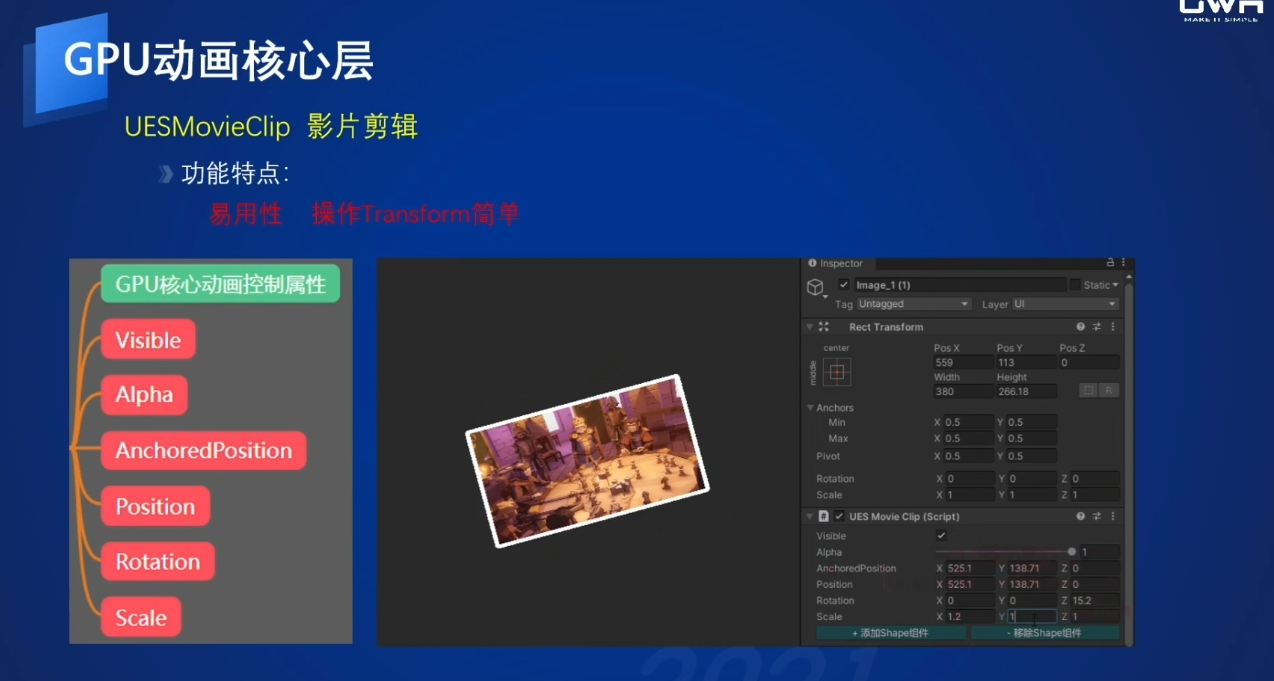 UWA
MAKE IT SIMPLE
GPU动画核心层
UESMovieClip 影片剪辑
功能特点:
易用性 操作Transform简单
GPU核心动画控制属性
Visible
Alpha
AnchoredPosition
Position
Rotation
Scale
Inspector
Image_1 (1) Static
Tag Untagged Layer UI
Rect Transform
center
middle
Pos X Pos Y Pos Z
559 113 0
Width Height
380 266.18
R
Anchors
Min X 0.5 Y 0.5
Max X 0.5 Y 0.5
Pivot X 0.5 Y 0.5
Rotation X 0 Y 0 Z 0
Scale X 1 Y 1 Z 1
# UES Movie Clip (Script)
Visible
Alpha 1
AnchoredPosition X 525.1 Y 138.71 Z 0
Position X 525.1 Y 138.71 Z 0
Rotation X 0 Y 0 Z 15.2
Scale X 1.2 Y 1 Z 1
+ 添加Shape组件 - 移除Shape组件
2021